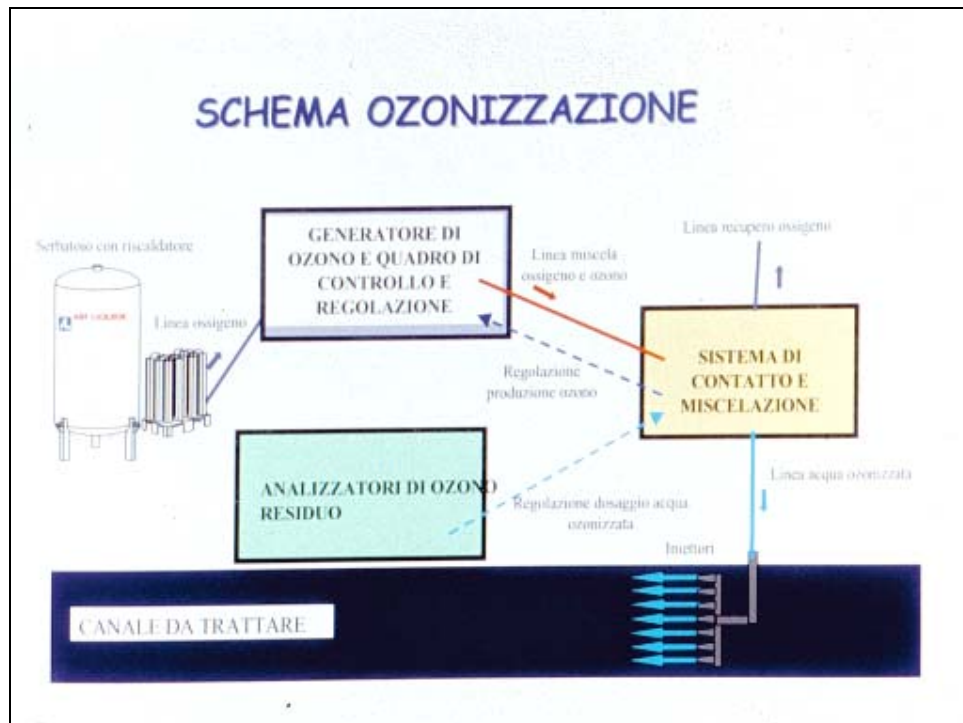 SCHEMA OZONIZZAZIONE
Serbatoio con riscaldatore
Linea ossigeno
GENERATORE DI
OZONO E QUADRO DI
CONTROLLO E
REGOLAZIONE
Linea miscela
ossigeno e ozono
Linea recupero ossigeno
Regolazione
produzione ozono
SISTEMA DI
CONTATTO E
MISCELAZIONE
ANALIZZATORI DI OZONO
RESIDUO
Regolazione dosaggio acqua
ozonizzata
Linea acqua ozonizzata
Iniettori
CANALE DA TRATTARE